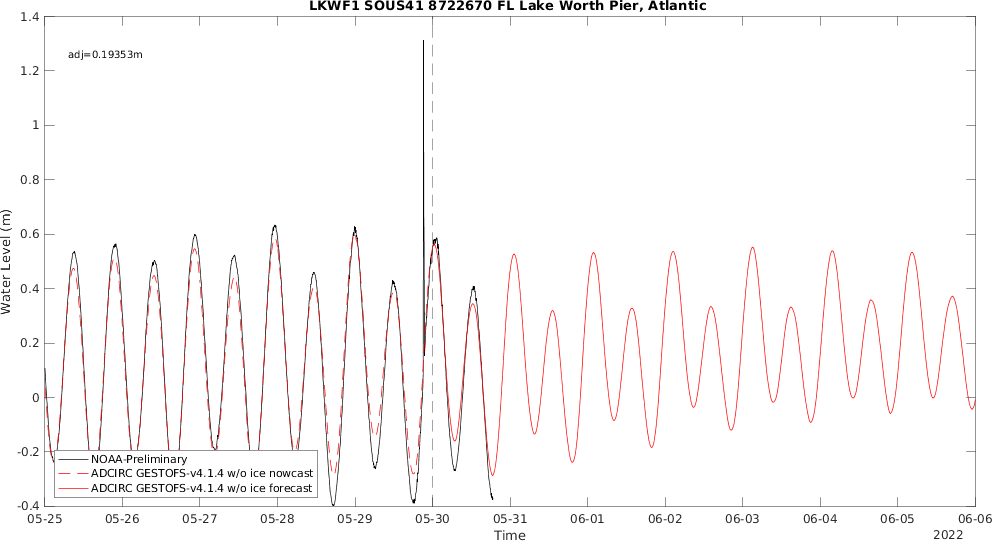 LKWF1 SOUS41 8722670 FL Lake Worth Pier, Atlantic
1.4
adj=0.19353m
1.2
1
0.8
0.6
0.4
0.2
0
-0.2
-0.4
Water Level (m)
NOAA-Preliminary
ADCIRC GESTOFS-v4.1.4 w/o ice nowcast
ADCIRC GESTOFS-v4.1.4 w/o ice forecast
05-25 05-26 05-27 05-28 05-29 05-30 05-31 06-01 06-02 06-03 06-04 06-05 06-06
Time
2022